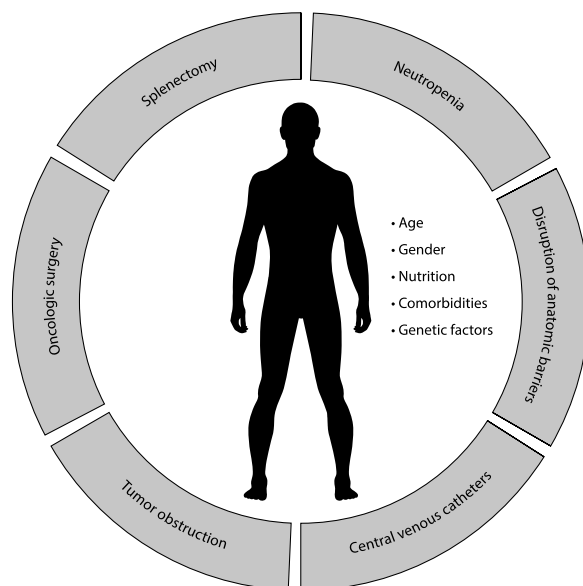 Splenectomy
Neutropenia
Disruption of anatomic barriers
Central venous catheters
Tumor obstruction
Oncologic surgery
• Age
• Gender
• Nutrition
• Comorbidities
• Genetic factors